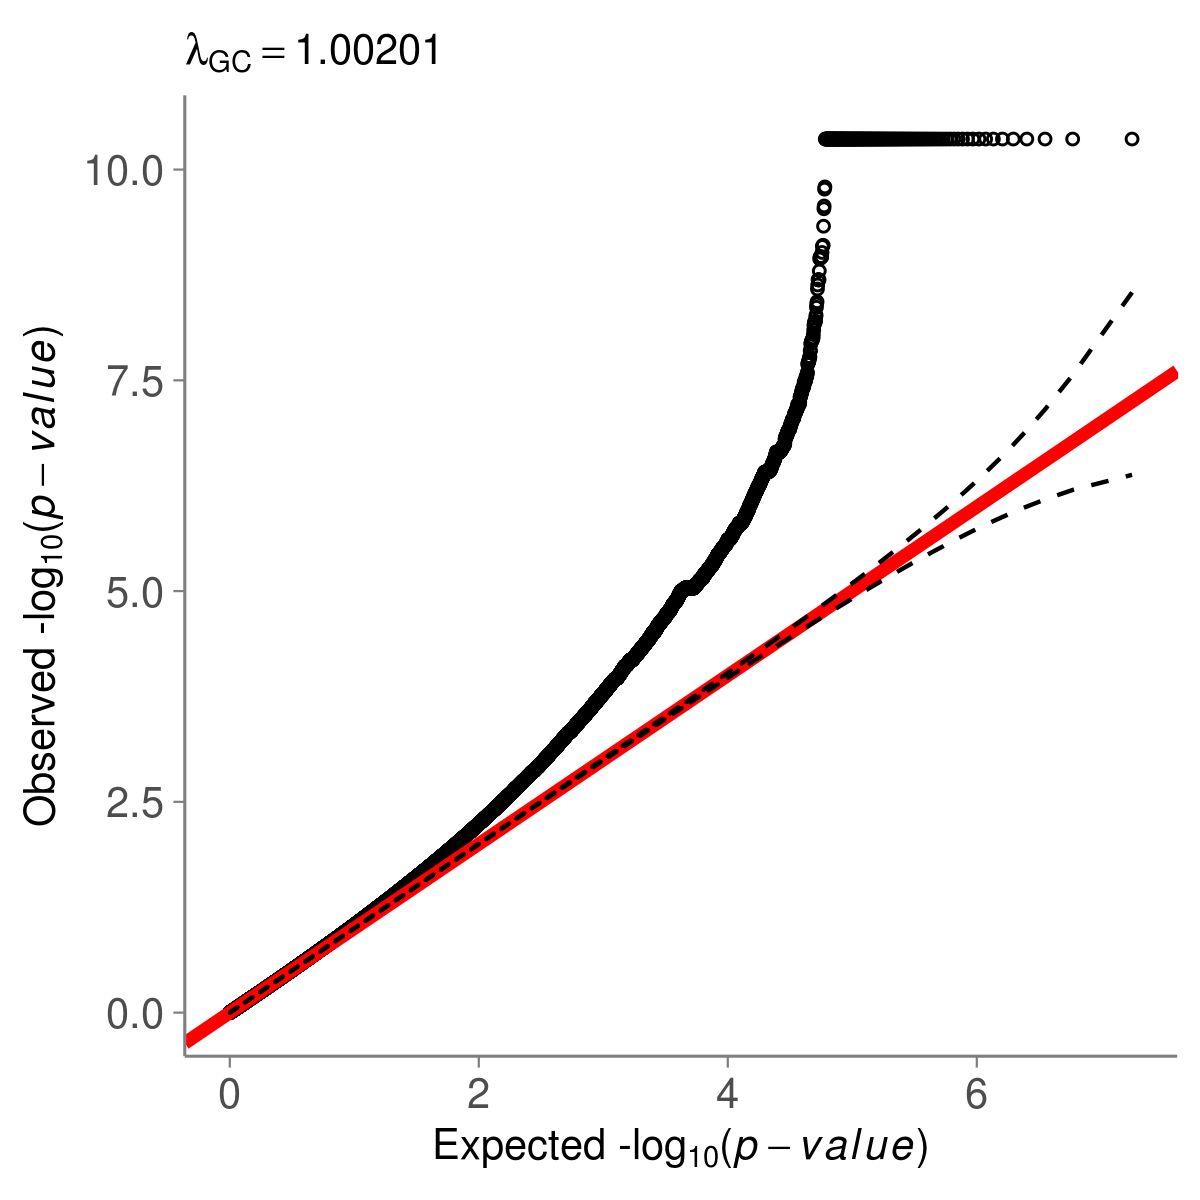 λGC = 1.00201
Observed -log10(p − value)
10.0
7.5
5.0
2.5
0.0
0 2 4 6
Expected -log10(p − value)